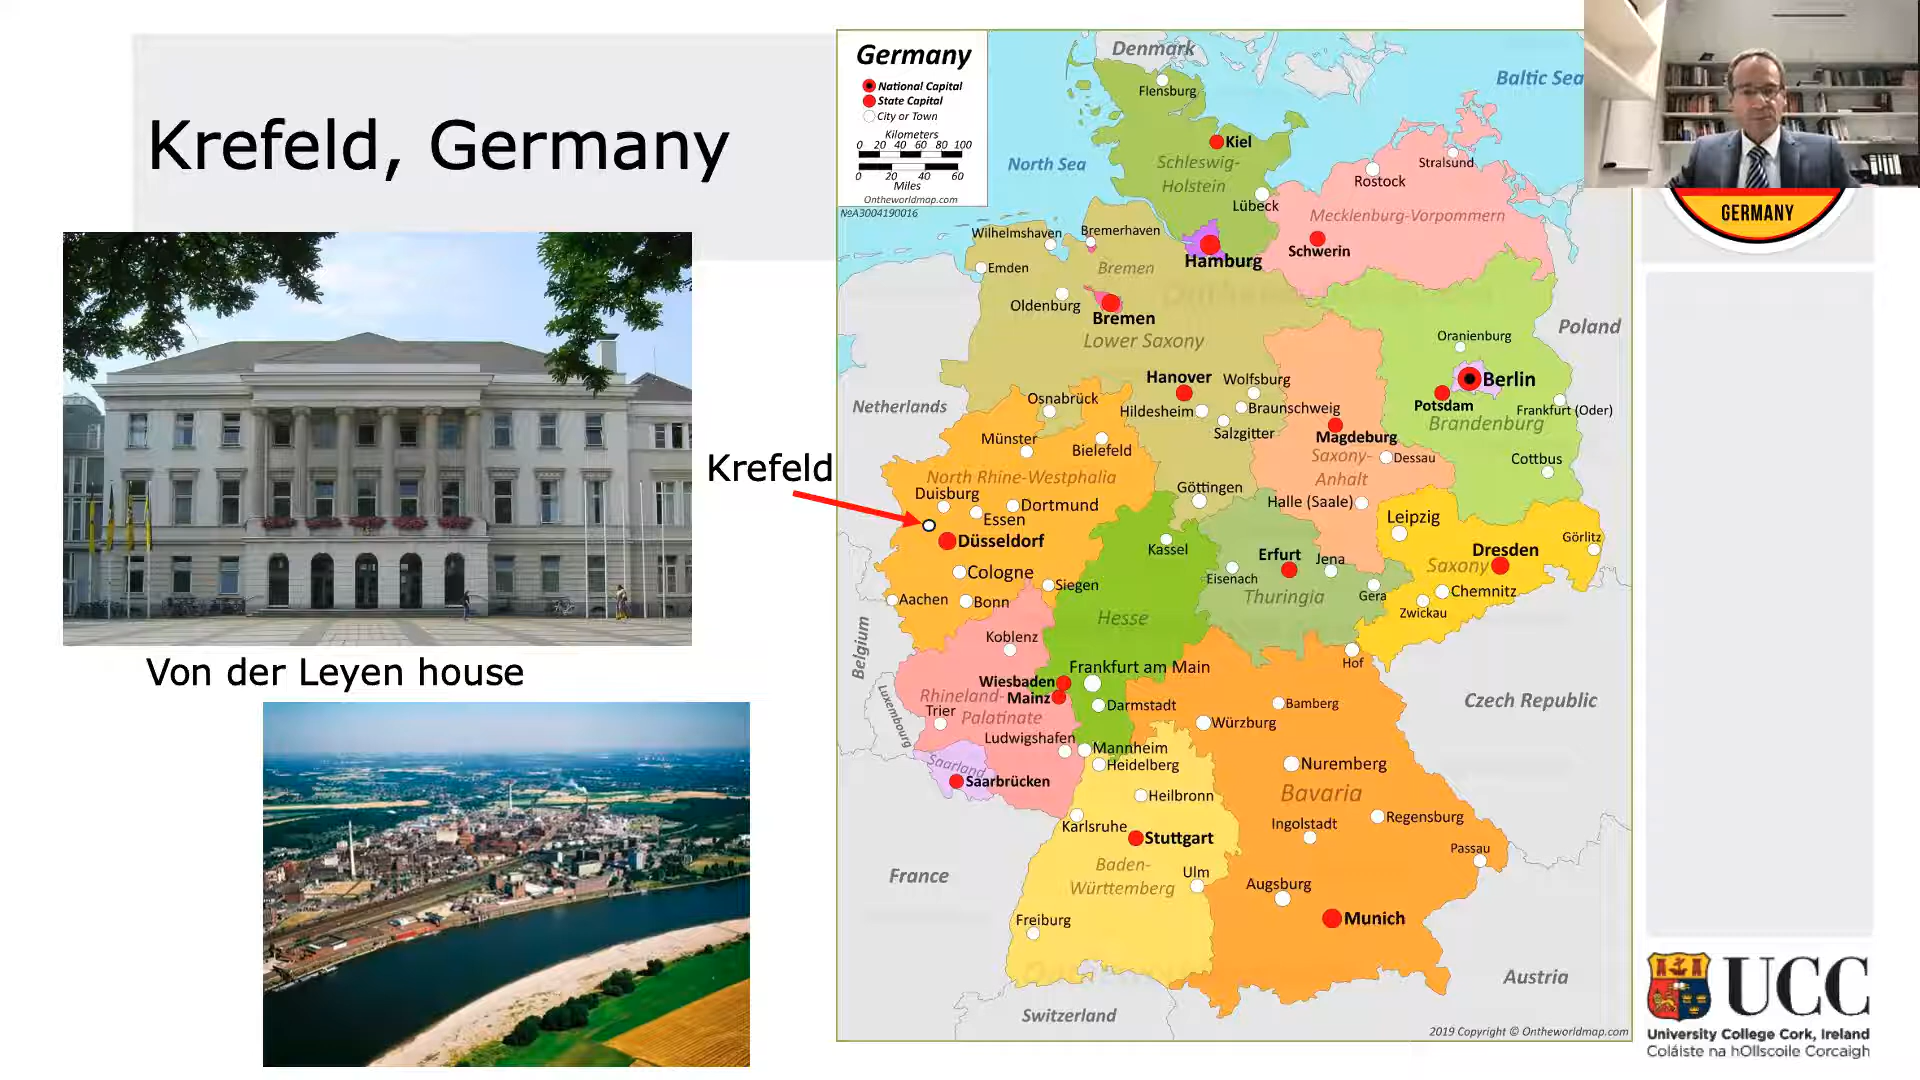 Krefeld, Germany
Von der Leyen house
Krefeld
Germany
National Capital
State Capital
City or Town
Kilometers
0 20 40 60 80 100
0 20 40 60
Miles
Ontheworldmap.com
№A3004190016
Denmark
Baltic Sea
North Sea
Flensburg
Kiel
Schleswig-
Holstein
Lübeck
Stralsund
Rostock
Mecklenburg-Vorpommern
Schwerin
Wilhelmshaven
Bremerhaven
Hamburg
Emden
Bremen
Oldenburg
Bremen
Lower Saxony
Poland
Oranienburg
Berlin
Potsdam
Frankfurt (Oder)
Brandenburg
Cottbus
Netherlands
Hanover
Wolfsburg
Osnabrück
Hildesheim
Braunschweig
Salzgitter
Magdeburg
Saxony-
Anhalt
Dessau
Münster
Bielefeld
North Rhine-Westphalia
Duisburg
Dortmund
Essen
Düsseldorf
Göttingen
Halle (Saale)
Leipzig
Kassel
Erfurt
Jena
Dresden
Görlitz
Saxony
Cologne
Siegen
Eisenach
Thuringia
Gera
Chemnitz
Zwickau
Aachen
Bonn
Hesse
Belgium
Koblenz
Hof
Frankfurt am Main
Wiesbaden
Mainz
Rhineland-
Palatinate
Trier
Luxembourg
Darmstadt
Bamberg
Würzburg
Czech Republic
Ludwigshafen
Mannheim
Heidelberg
Saarland
Saarbrücken
Nuremberg
Bavaria
Heilbronn
Karlsruhe
Stuttgart
Ingolstadt
Regensburg
Passau
France
Baden-
Württemberg
Ulm
Augsburg
Munich
Freiburg
Switzerland
Austria
2019 Copyright © Ontheworldmap.com
GERMANY
UCC
University College Cork, Ireland
Coláiste na hOllscoile Corcaigh